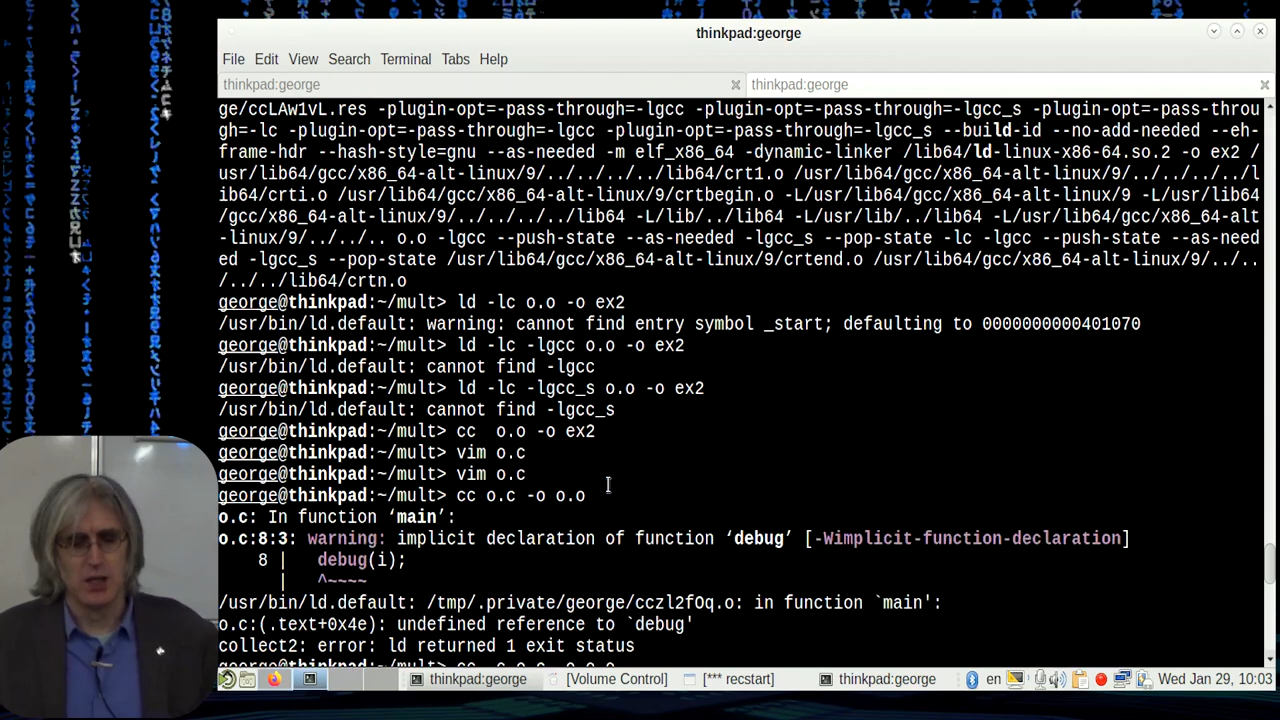 thinkpad:george
File Edit View Search Terminal Tabs Help
thinkpad:george thinkpad:george
ge/ccLAw1vL.res -plugin-opt=-pass-through=-lgcc -plugin-opt=-pass-through=-lgcc_s -plugin-opt=-pass-throu
gh=-lc -plugin-opt=-pass-through=-lgcc -plugin-opt=-pass-through=-lgcc_s --build-id --no-add-needed --eh-
frame-hdr --hash-style=gnu --as-needed -m elf_x86_64 -dynamic-linker /lib64/ld-linux-x86-64.so.2 -o ex2 /
usr/lib64/gcc/x86_64-alt-linux/9/../../../../lib64/crt1.o /usr/lib64/gcc/x86_64-alt-linux/9/../../../../l
ib64/crti.o /usr/lib64/gcc/x86_64-alt-linux/9/crtbegin.o -L/usr/lib64/gcc/x86_64-alt-linux/9 -L/usr/lib64
/gcc/x86_64-alt-linux/9/../../../../lib64 -L/lib/../lib64 -L/usr/lib/../lib64 -L/usr/lib64/gcc/x86_64-alt
-linux/9/../../.. o.o -lgcc --push-state --as-needed -lgcc_s --pop-state -lc -lgcc --push-state --as-need
ed -lgcc_s --pop-state /usr/lib64/gcc/x86_64-alt-linux/9/crtend.o /usr/lib64/gcc/x86_64-alt-linux/9/../..
/../../lib64/crtn.o
george@thinkpad:~/mult> ld -lc o.o -o ex2
/usr/bin/ld.default: warning: cannot find entry symbol _start; defaulting to 0000000000401070
george@thinkpad:~/mult> ld -lc -lgcc o.o -o ex2
/usr/bin/ld.default: cannot find -lgcc
george@thinkpad:~/mult> ld -lc -lgcc_s o.o -o ex2
/usr/bin/ld.default: cannot find -lgcc_s
george@thinkpad:~/mult> cc  o.o -o ex2
george@thinkpad:~/mult> vim o.c
george@thinkpad:~/mult> vim o.c
george@thinkpad:~/mult> cc o.c -o o.o
o.c: In function ‘main’:
o.c:8:3: warning: implicit declaration of function ‘debug’ [-Wimplicit-function-declaration]
8 |   debug(i);
|   ^~~~~
/usr/bin/ld.default: /tmp/.private/george/cczl2fOq.o: in function `main':
o.c:(.text+0x4e): undefined reference to `debug'
collect2: error: ld returned 1 exit status
thinkpad:george [Volume Control] [*** recstart] thinkpad:george en Wed Jan 29, 10:03